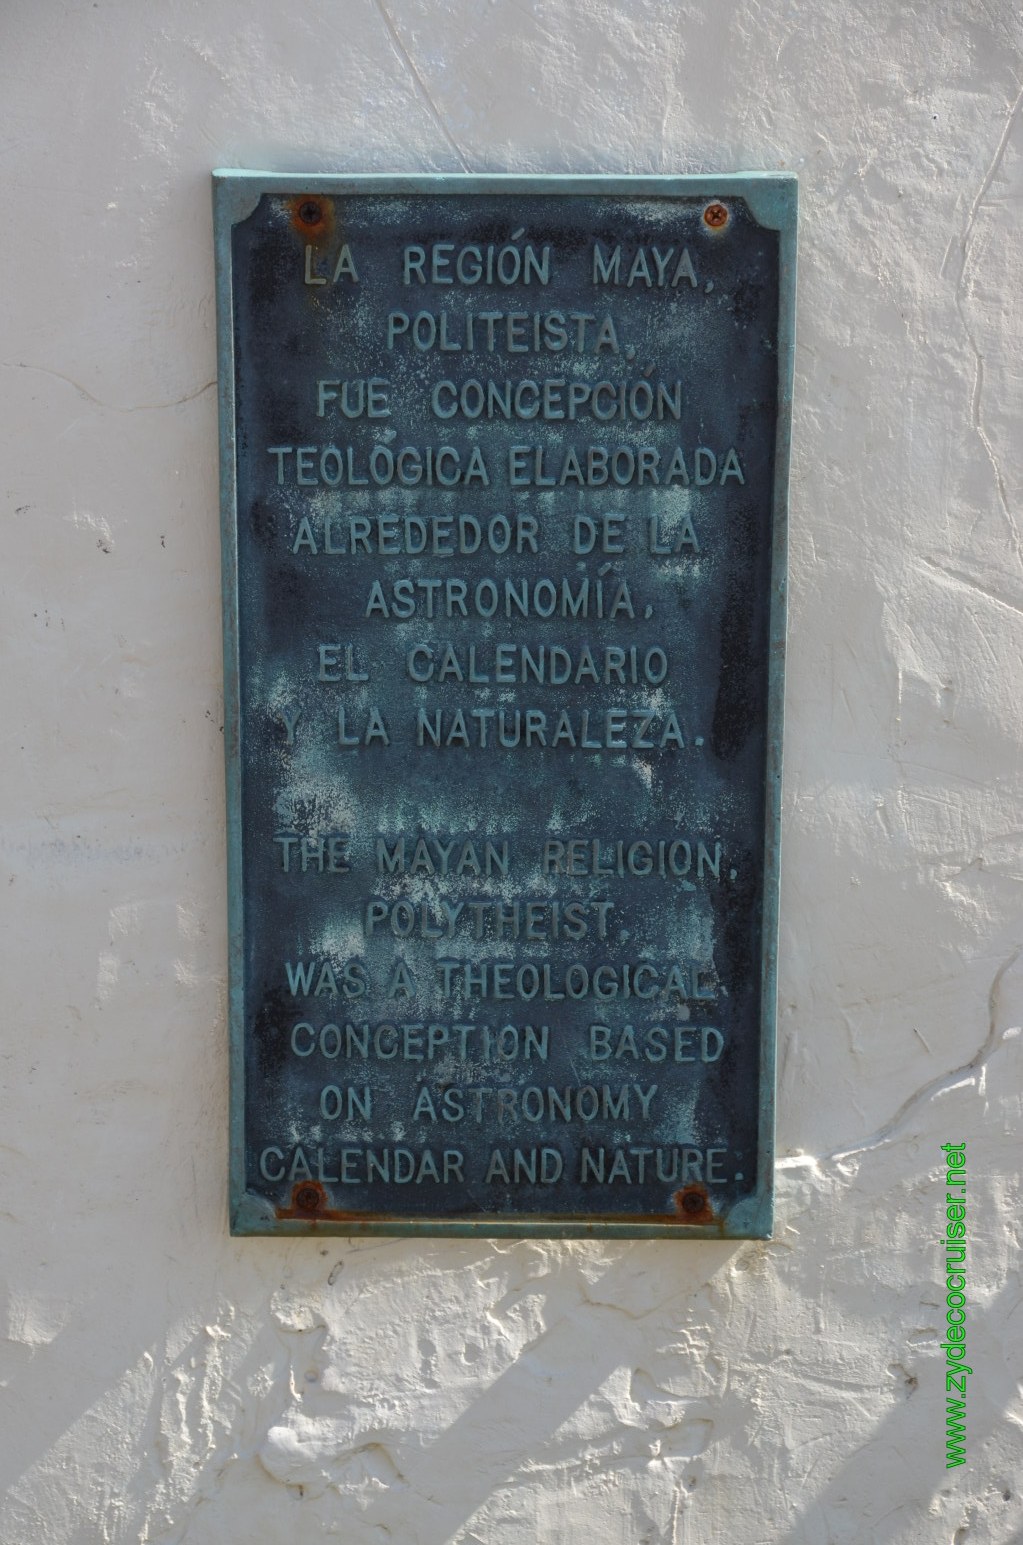 LA REGIÓN MAYA,
POLITEISTA,
FUE CONCEPCIÓN
TEOLÓGICA ELABORADA
ALREDEDOR DE LA
ASTRONOMÍA,
EL CALENDARIO
Y LA NATURALEZA.
THE MAYAN RELIGION,
POLYTHEIST,
WAS A THEOLOGICAL
CONCEPTION BASED
ON ASTRONOMY
CALENDAR AND NATURE.
www.zydecocruiser.net